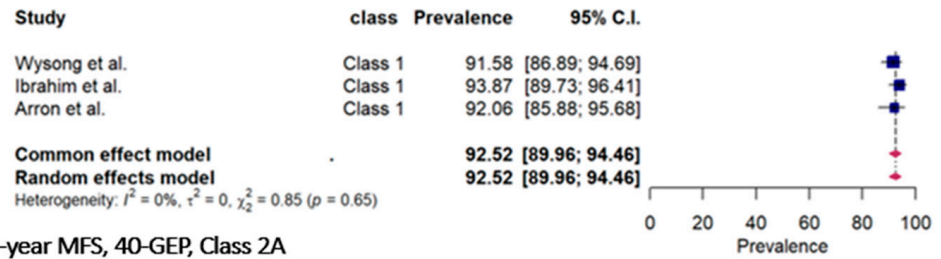 Study class Prevalence 95% C.I.
Wysong et al. Class 1 91.58 [86.89; 94.69]
Ibrahim et al. Class 1 93.87 [89.73; 96.41]
Arron et al. Class 1 92.06 [85.88; 95.68]
Common effect model . 92.52 [89.96; 94.46]
Random effects model 92.52 [89.96; 94.46]
Heterogeneity: I² = 0%, τ² = 0, χ²₂ = 0.85 (p = 0.65)
0 20 40 60 80 100
Prevalence
-year MFS, 40-GEP, Class 2A